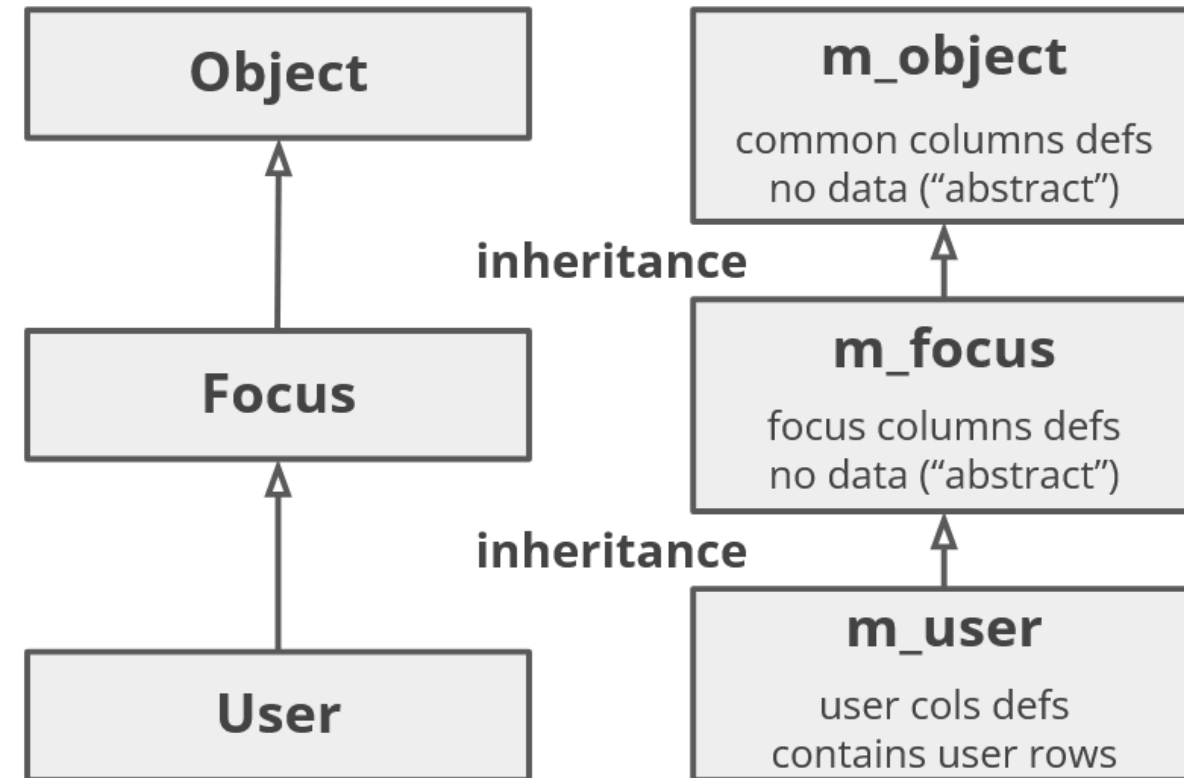 Object
m_object
common columns defs
no data (“abstract”)
inheritance
Focus
m_focus
focus columns defs
no data (“abstract”)
inheritance
User
m_user
user cols defs
contains user rows